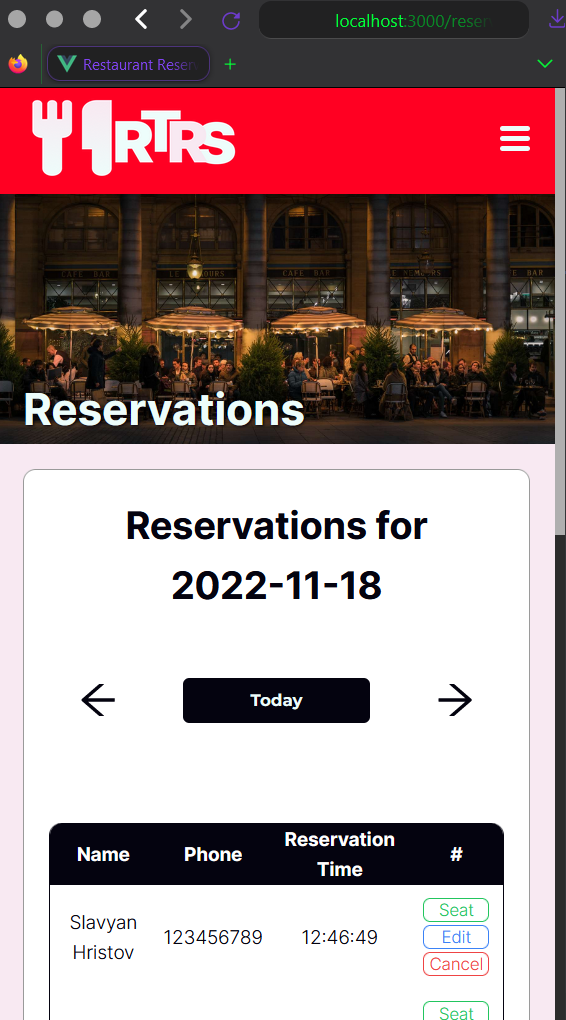 localhost:3000/reser
Restaurant Reser
RTRS
CAFE BAR
CAFE BAR
Reservations
Reservations for
2022-11-18
Today
Name Phone Reservation Time #
Slavyan Hristov 123456789 12:46:49 Seat
Edit
Cancel
Seat